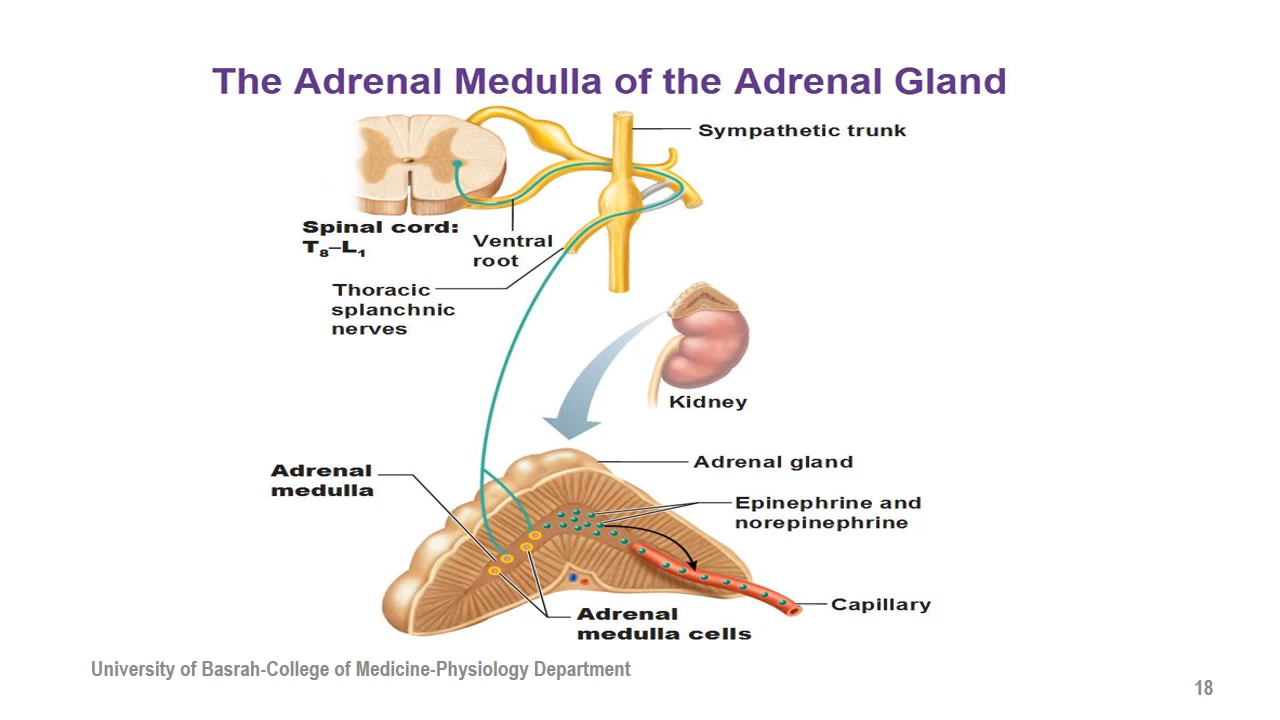 The Adrenal Medulla of the Adrenal Gland
Sympathetic trunk
Spinal cord:
T₈–L₁
Ventral
root
Thoracic
splanchnic
nerves
Kidney
Adrenal
medulla
Adrenal gland
Epinephrine and
norepinephrine
Capillary
Adrenal
medulla cells
University of Basrah-College of Medicine-Physiology Department
18